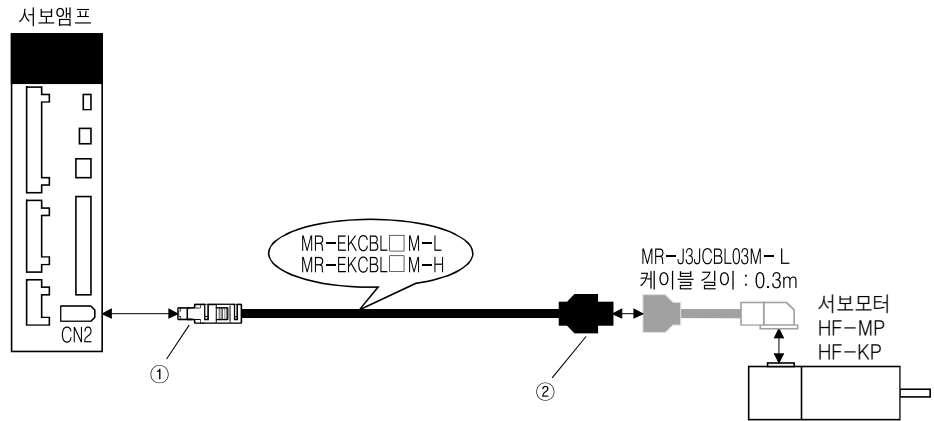 서보앰프
MR-EKCBL□M-L
MR-EKCBL□M-H
MR-J3JCBL03M-L
케이블 길이 : 0.3m
서보모터
HF-MP
HF-KP
CN2
①
②